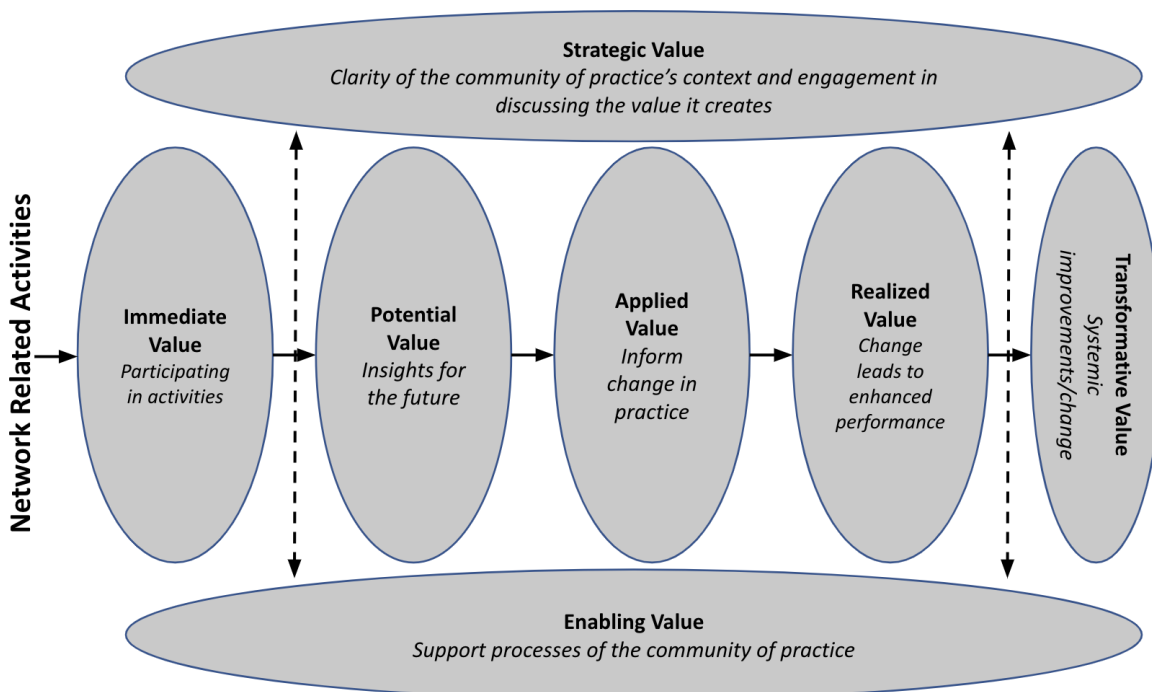 Strategic Value
Clarity of the community of practice's context and engagement in
discussing the value it creates
Network Related Activities
Immediate
Value
Participating
in activities
Potential
Value
Insights for
the future
Applied
Value
Inform
change in
practice
Realized
Value
Change
leads to
enhanced
performance
Transformative Value
Systemic
improvements/change
Enabling Value
Support processes of the community of practice